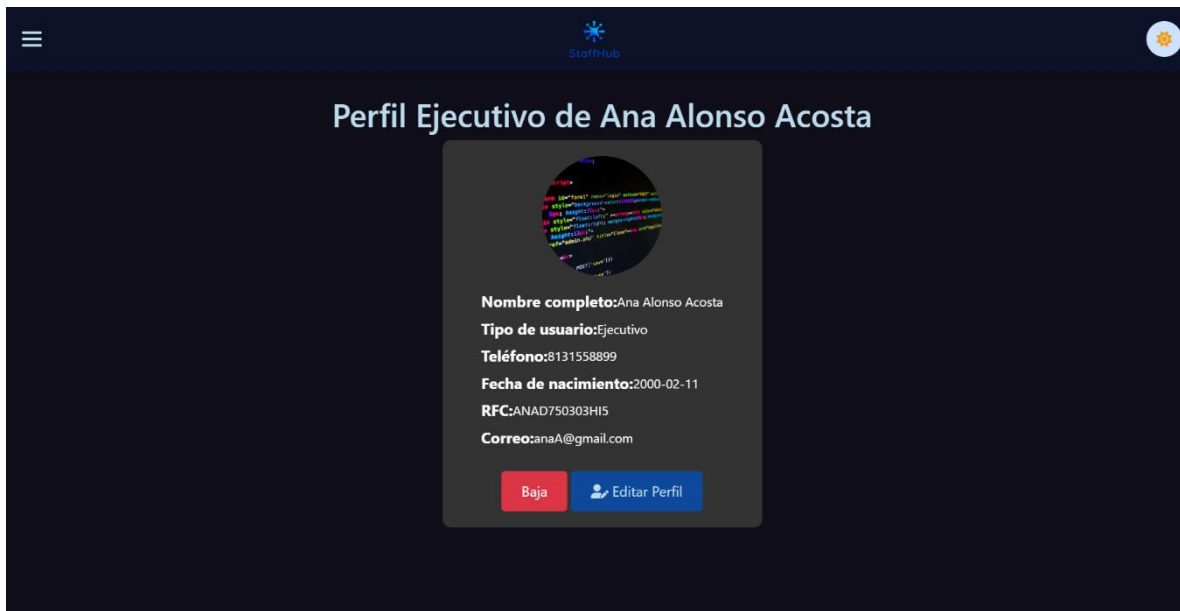 StaffHub
Perfil Ejecutivo de Ana Alonso Acosta
Nombre completo:Ana Alonso Acosta
Tipo de usuario:Ejecutivo
Teléfono:8131558899
Fecha de nacimiento:2000-02-11
RFC:ANAD750303HI5
Correo:anaA@gmail.com
Baja
Editar Perfil